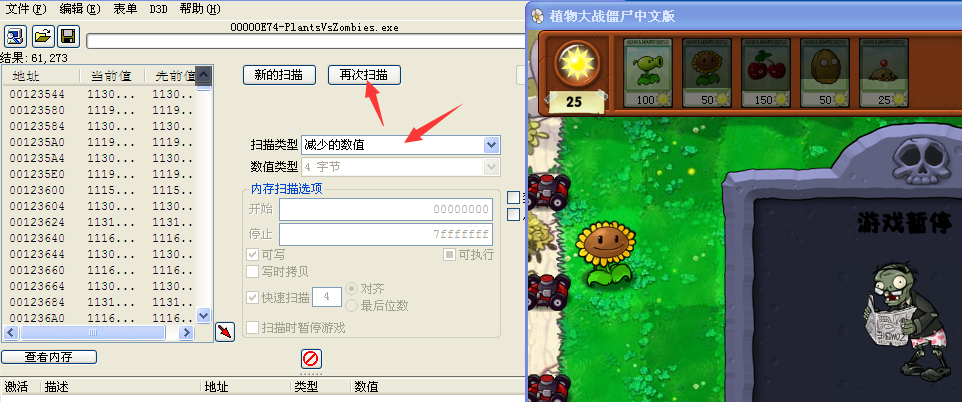 文件(F) 编辑(E) 表单 D3D 帮助(H)
00000E74-PlantsVsZombies.exe
结果: 61,273
地址 当前值 先前值
00123544 1130... 1130..
00123580 1119... 1119..
00123584 1130... 1130..
001235A0 1119... 1119..
001235A4 1130... 1130..
001235E0 1119... 1119..
00123600 1115... 1115..
00123604 1130... 1130..
00123624 1131... 1131..
00123640 1116... 1116..
00123644 1130... 1130..
00123660 1116... 1116..
00123664 1130... 1130..
00123684 1131... 1131..
001236A0 1116... 1116..
新的扫描 再次扫描
扫描类型 减少的数值
数值类型 4 字节
内存扫描选项
开始 00000000
停止 7fffffff
可写 可执行
写时拷贝
快速扫描 4 对齐
最后位数
扫描时暂停游戏
查看内存
激活 描述 地址 类型 数值
植物大战僵尸中文版
25
100 50 150 50 25
游戏暂停
ZOMBIE